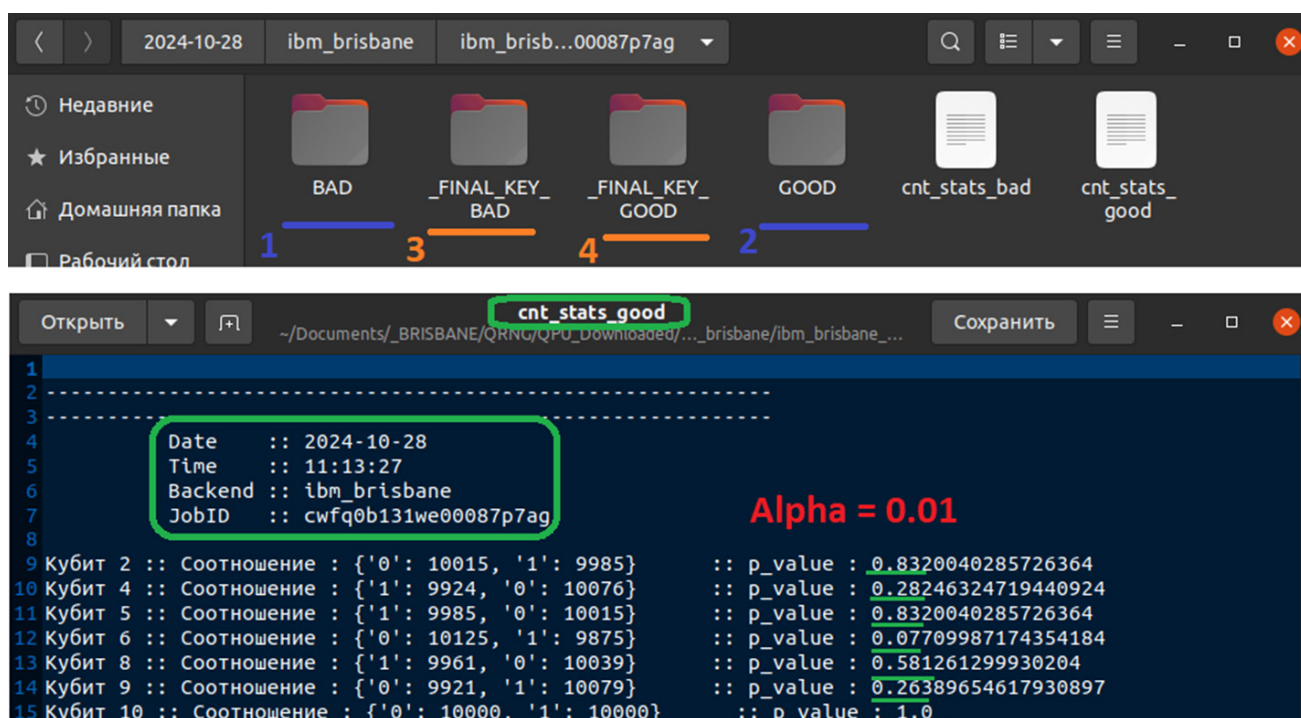 2024-10-28 ibm_brisbane ibm_brisb...00087p7ag
Недавние
Избранные
Домашняя папка
Рабочий стол
BAD
_FINAL_KEY_
BAD
_FINAL_KEY_
GOOD
GOOD
cnt_stats_bad
cnt_stats_
good
1
3
4
2
Открыть
cnt_stats_good
~/Documents/_BRISBANE/QRNG/QPU_Downloaded/..._brisbane/ibm_brisbane_...
Сохранить
1
2 ----------------------------------------------------------------
3 ----------------------------------------------------------------
4 Date :: 2024-10-28
5 Time :: 11:13:27
6 Backend :: ibm_brisbane
7 JobID :: cwfq0b131we00087p7ag
Alpha = 0.01
8
9 Кубит 2 :: Соотношение : {'0': 10015, '1': 9985} :: p_value : 0.8320040285726364
10 Кубит 4 :: Соотношение : {'1': 9924, '0': 10076} :: p_value : 0.28246324719440924
11 Кубит 5 :: Соотношение : {'1': 9985, '0': 10015} :: p_value : 0.8320040285726364
12 Кубит 6 :: Соотношение : {'0': 10125, '1': 9875} :: p_value : 0.07709987174354184
13 Кубит 8 :: Соотношение : {'1': 9961, '0': 10039} :: p_value : 0.581261299930204
14 Кубит 9 :: Соотношение : {'0': 9921, '1': 10079} :: p_value : 0.263896546179308​97
15 Кубит 10 :: Соотношение : {'0': 10000, '1': 10000} :: p_value : 1.0